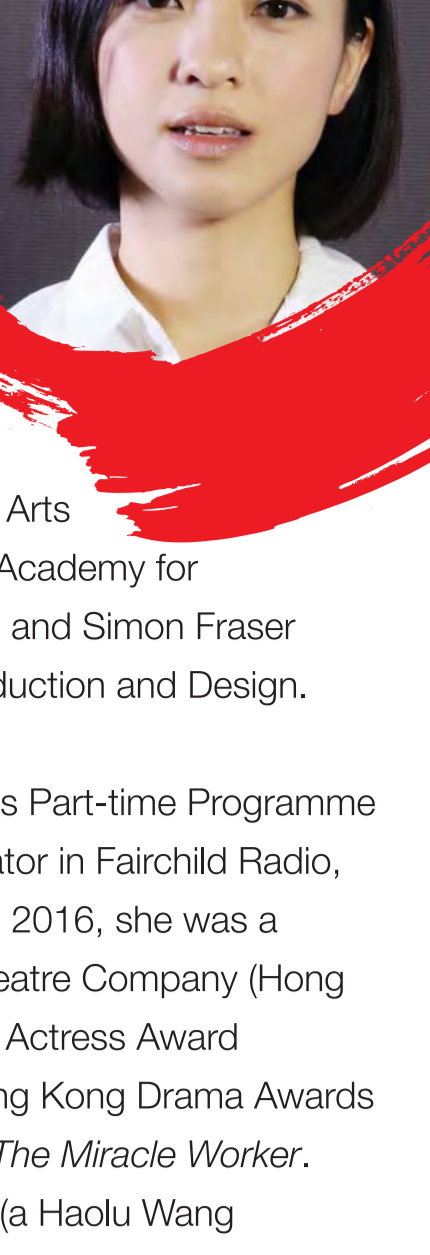 Arts
Academy for
and Simon Fraser
duction and Design.
s Part-time Programme
ator in Fairchild Radio,
2016, she was a
eatre Company (Hong
Actress Award
ng Kong Drama Awards
The Miracle Worker.
(a Haolu Wang